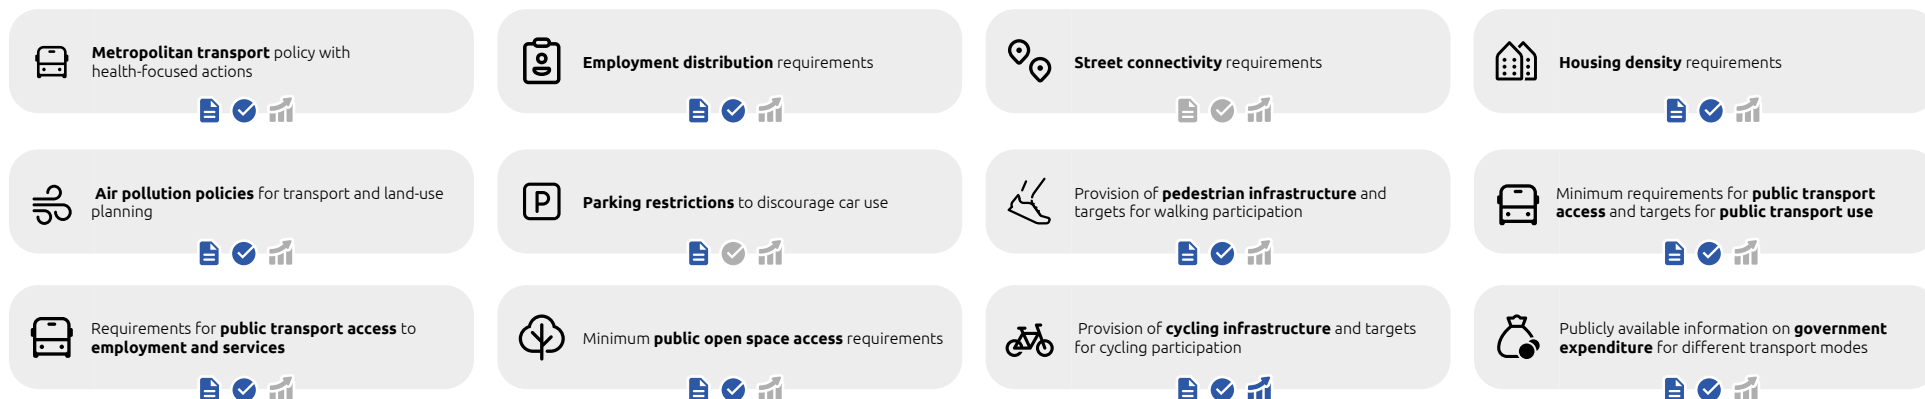 Metropolitan transport policy with
health-focused actions
Employment distribution requirements
Street connectivity requirements
Housing density requirements
Air pollution policies for transport and land-use
planning
Parking restrictions to discourage car use
Provision of pedestrian infrastructure and
targets for walking participation
Minimum requirements for public transport
access and targets for public transport use
Requirements for public transport access to
employment and services
Minimum public open space access requirements
Provision of cycling infrastructure and targets
for cycling participation
Publicly available information on government
expenditure for different transport modes